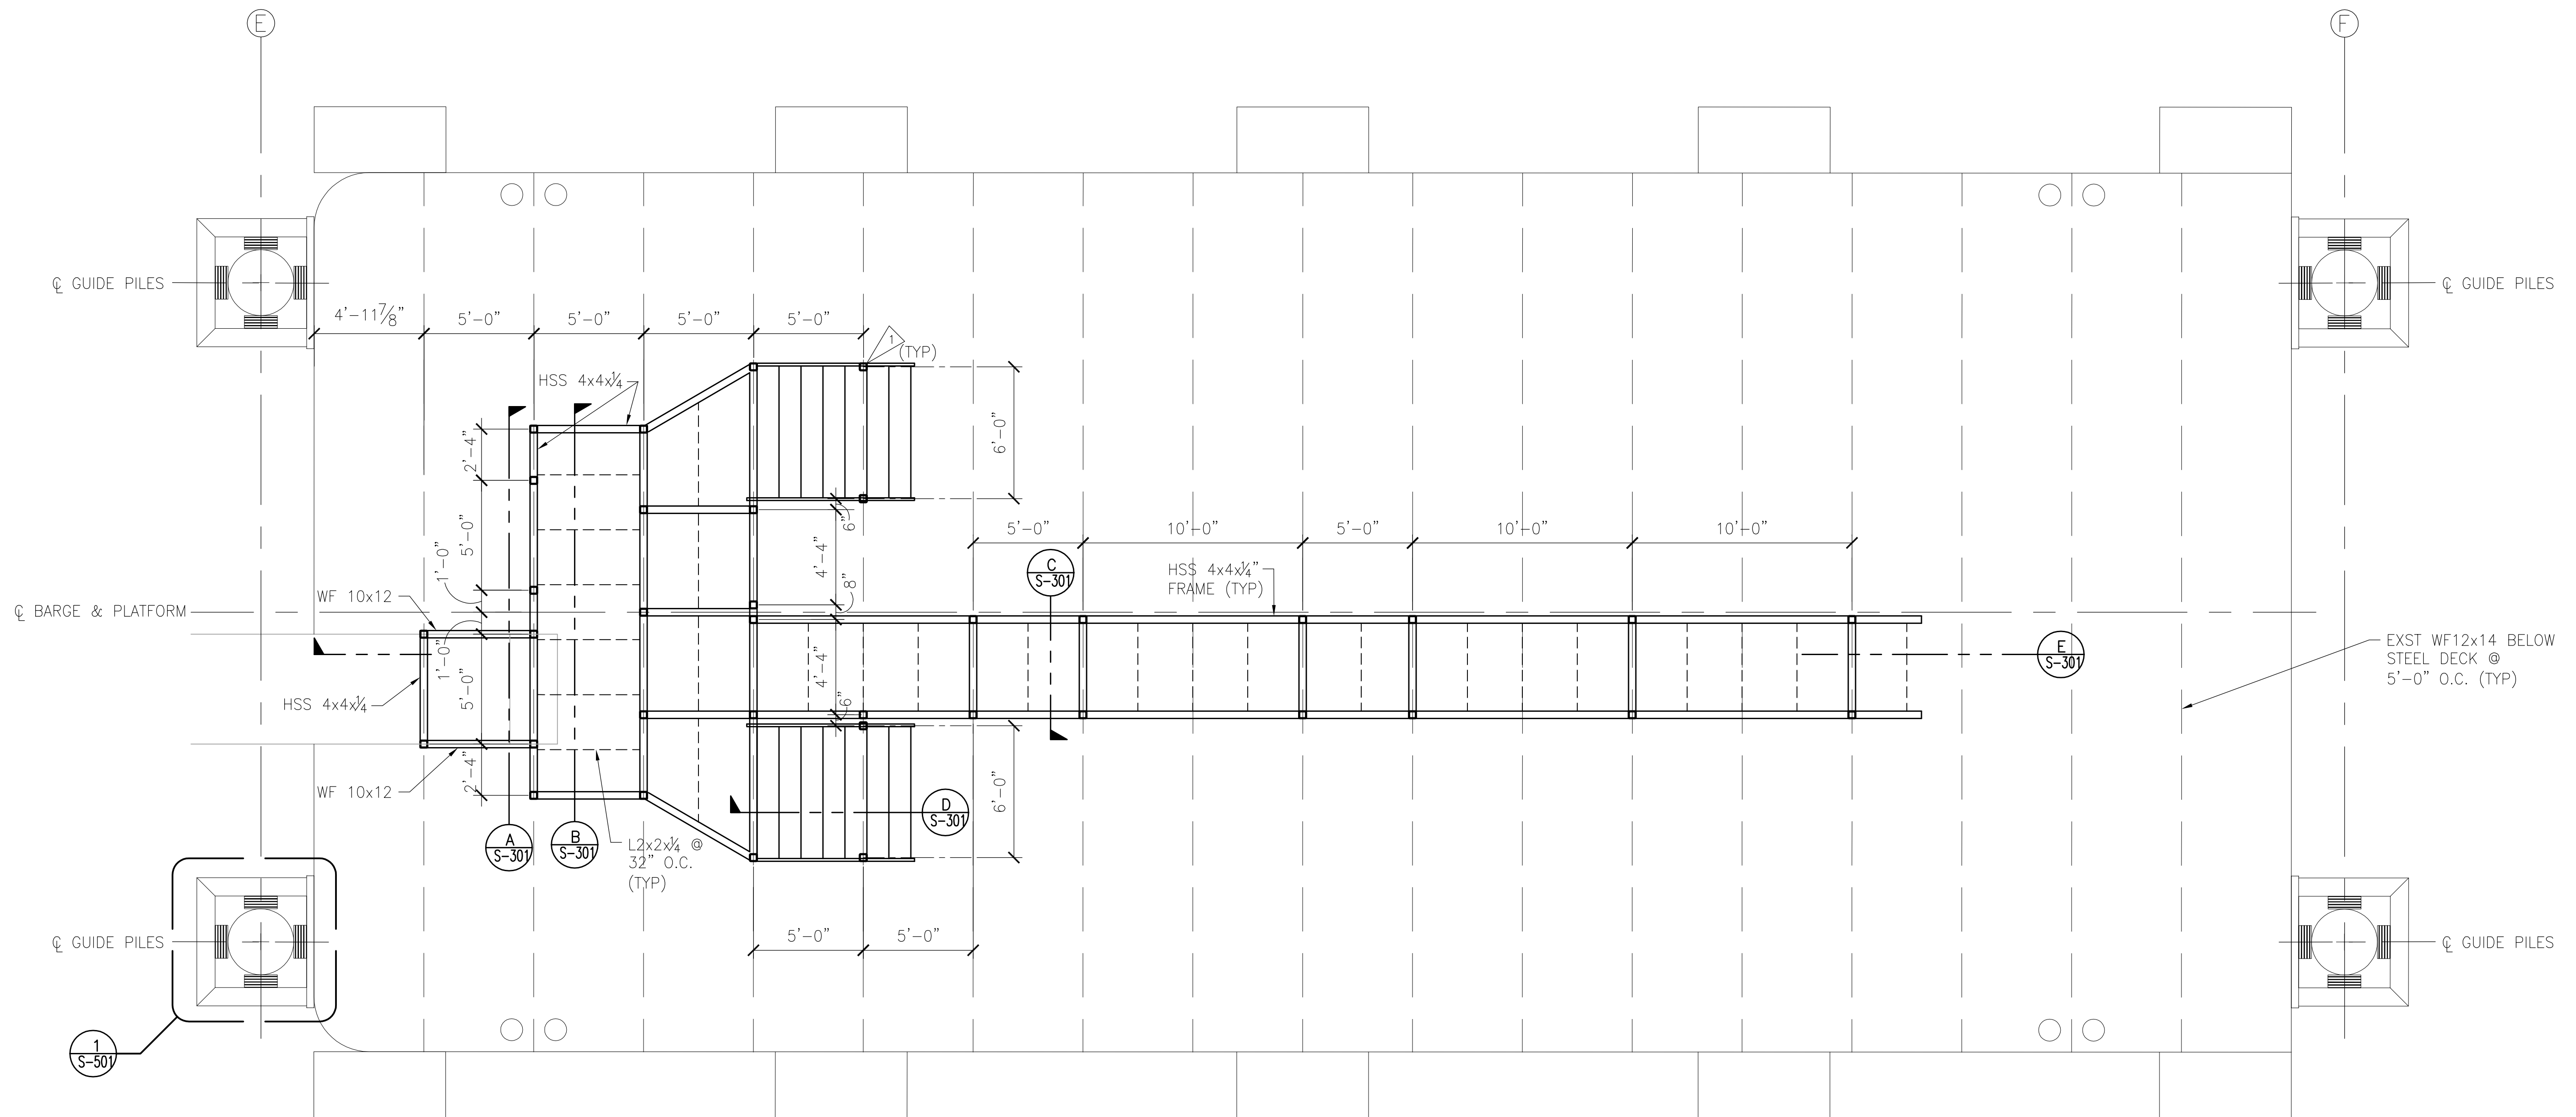 E
F
℄ GUIDE PILES
℄ GUIDE PILES
4'-11 7/8"
5'-0"
5'-0"
5'-0"
5'-0"
1
(TYP)
HSS 4x4x¼
2'-4"
6'-0"
6"
5'-0"
5'-0"
10'-0"
5'-0"
10'-0"
10'-0"
4'-4"
1'-0"
C
S-301
HSS 4x4x¼"
FRAME (TYP)
8"
WF 10x12
℄ BARGE & PLATFORM
1'-0"
4'-4"
E
S-301
EXST WF12x14 BELOW
STEEL DECK @
5'-0" O.C. (TYP)
HSS 4x4x¼
5'-0"
6"
2'-4"
WF 10x12
6'-0"
D
S-301
A
S-301
B
S-301
L2x2x¼ @
32" O.C.
(TYP)
5'-0"
5'-0"
℄ GUIDE PILES
℄ GUIDE PILES
1
S-501